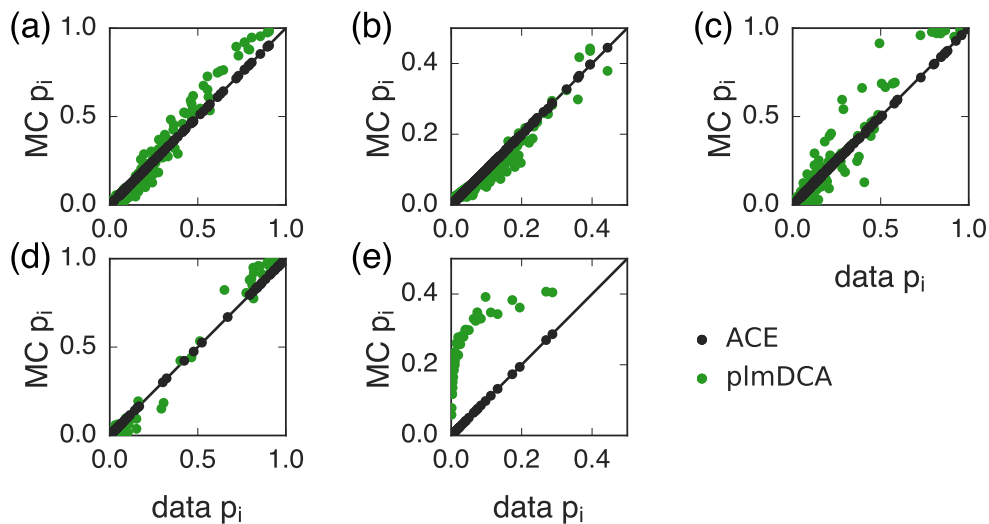 (a)
1.0
0.5
0.0
MC pᵢ
0.0 0.5 1.0
(b)
0.4
0.2
0.0
MC pᵢ
0.0 0.2 0.4
(c)
1.0
0.5
0.0
MC pᵢ
0.0 0.5 1.0
data pᵢ
(d)
1.0
0.5
0.0
MC pᵢ
0.0 0.5 1.0
data pᵢ
(e)
0.4
0.2
0.0
MC pᵢ
0.0 0.2 0.4
data pᵢ
ACE
plmDCA